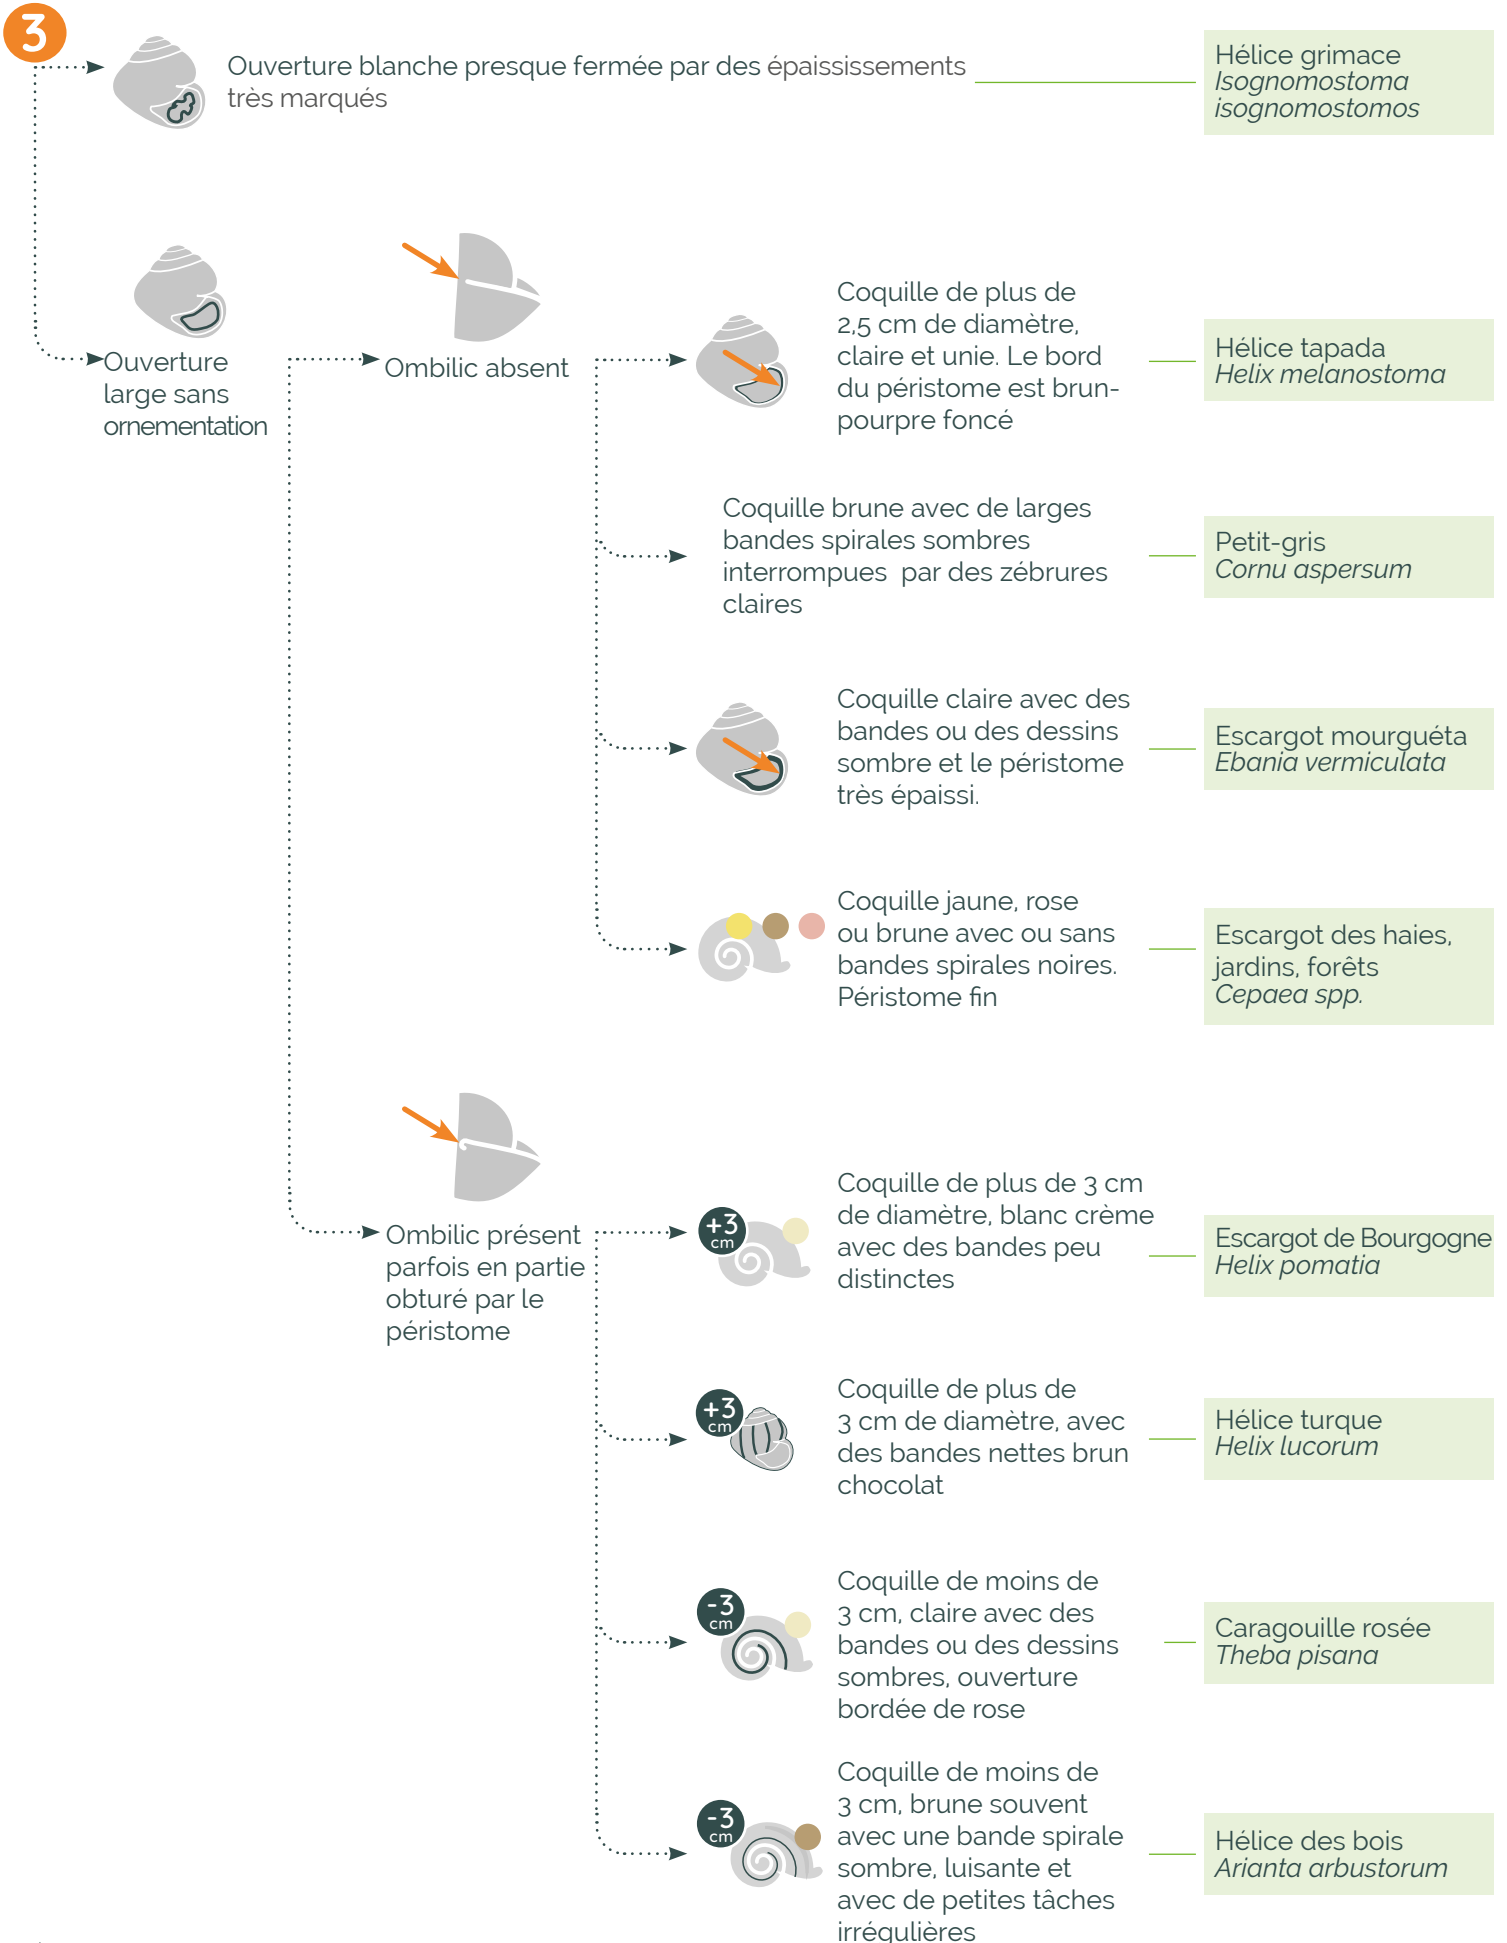 3
Ouverture blanche presque fermée par des épaississements
très marqués
Hélice grimace
Isognomostoma
isognomostomos
Ouverture
large sans
ornementation
Ombilic absent
Coquille de plus de
2,5 cm de diamètre,
claire et unie. Le bord
du péristome est brun-
pourpre foncé
Hélice tapada
Helix melanostoma
Coquille brune avec de larges
bandes spirales sombres
interrompues par des zébrures
claires
Petit-gris
Cornu aspersum
Coquille claire avec des
bandes ou des dessins
sombre et le péristome
très épaissi.
Escargot mourguéta
Ebania vermiculata
Coquille jaune, rose
ou brune avec ou sans
bandes spirales noires.
Péristome fin
Escargot des haies,
jardins, forêts
Cepaea spp.
Ombilic présent
parfois en partie
obturé par le
péristome
+3
cm
Coquille de plus de 3 cm
de diamètre, blanc crème
avec des bandes peu
distinctes
Escargot de Bourgogne
Helix pomatia
+3
cm
Coquille de plus de
3 cm de diamètre, avec
des bandes nettes brun
chocolat
Hélice turque
Helix lucorum
-3
cm
Coquille de moins de
3 cm, claire avec des
bandes ou des dessins
sombres, ouverture
bordée de rose
Caragouille rosée
Theba pisana
-3
cm
Coquille de moins de
3 cm, brune souvent
avec une bande spirale
sombre, luisante et
avec de petites tâches
irrégulières
Hélice des bois
Arianta arbustorum